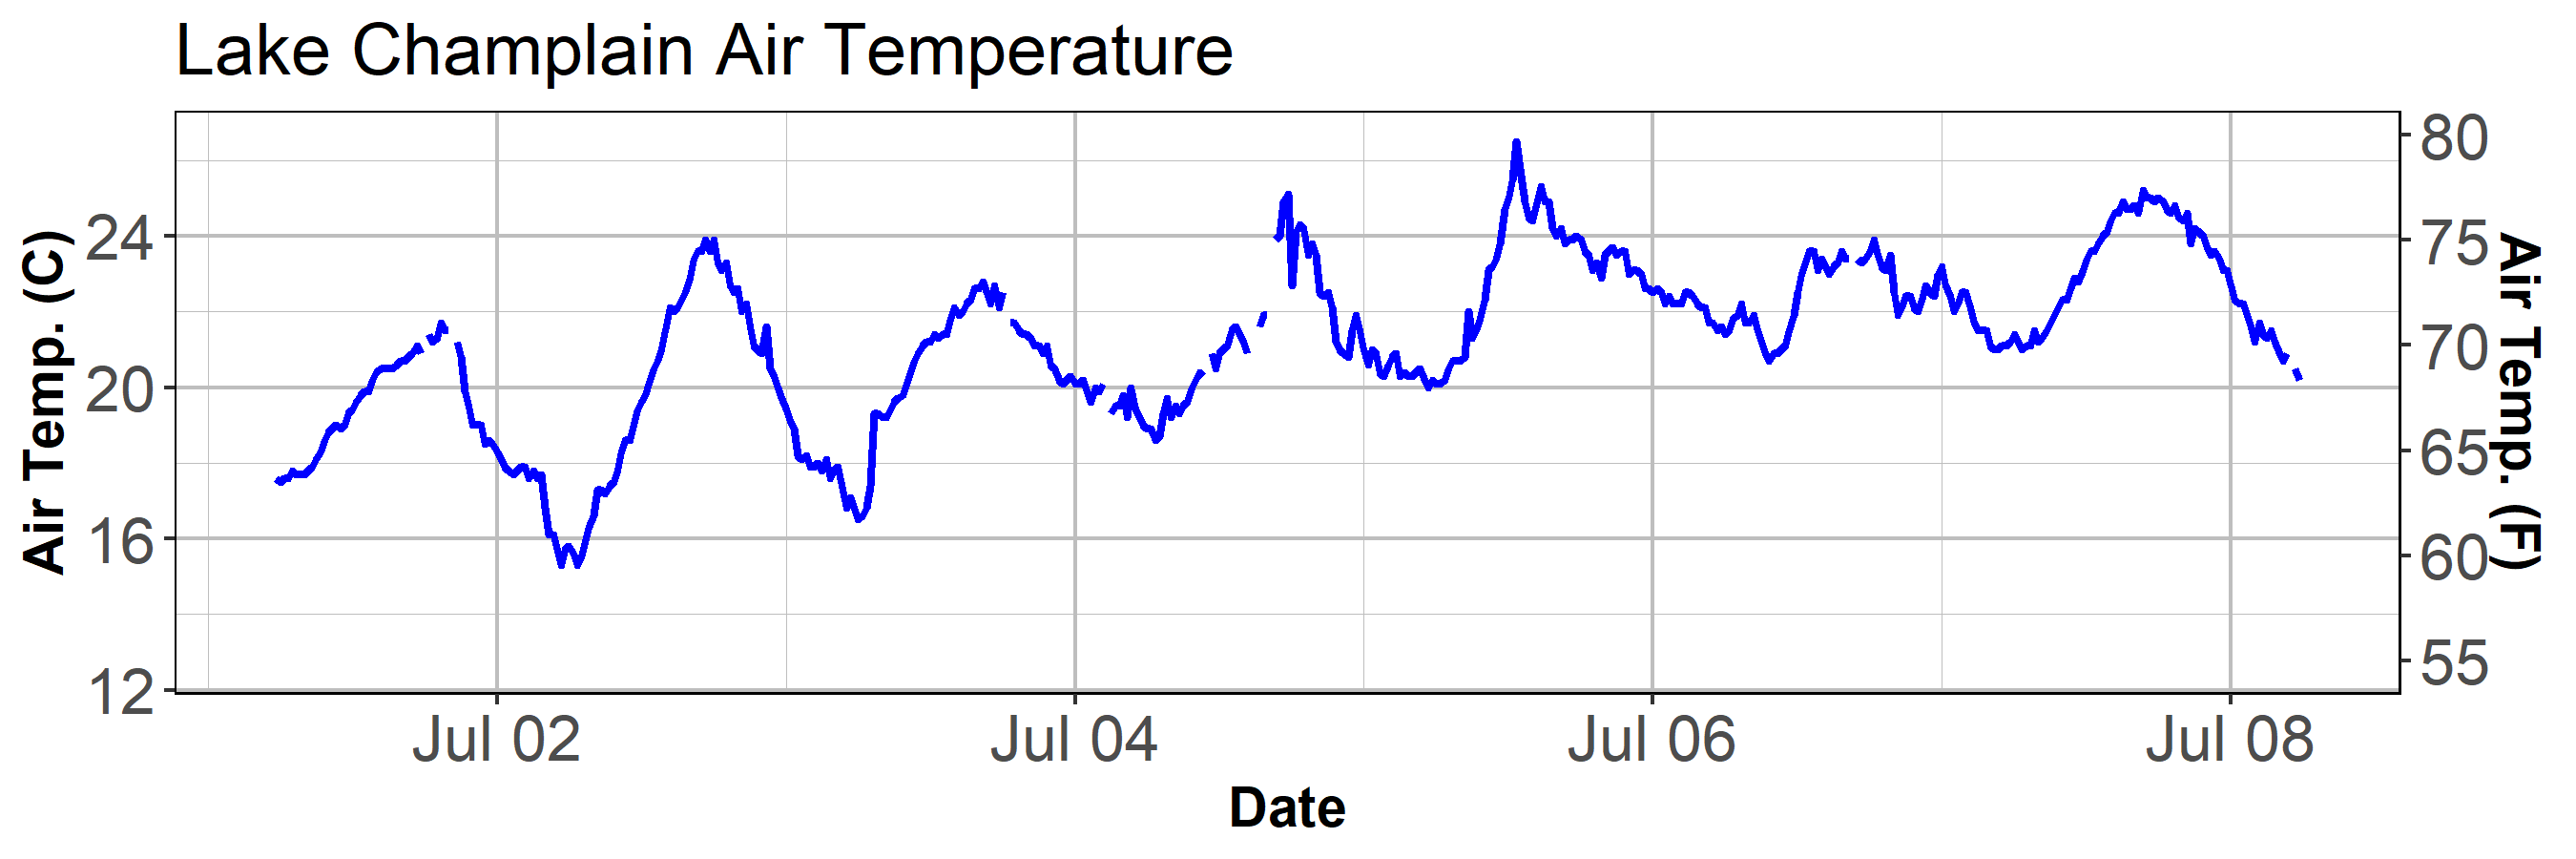 Lake Champlain Air Temperature
Air Temp. (C)
24
20
16
12
80
75
70
65
60
55
Air Temp. (F)
Jul 02
Jul 04
Jul 06
Jul 08
Date